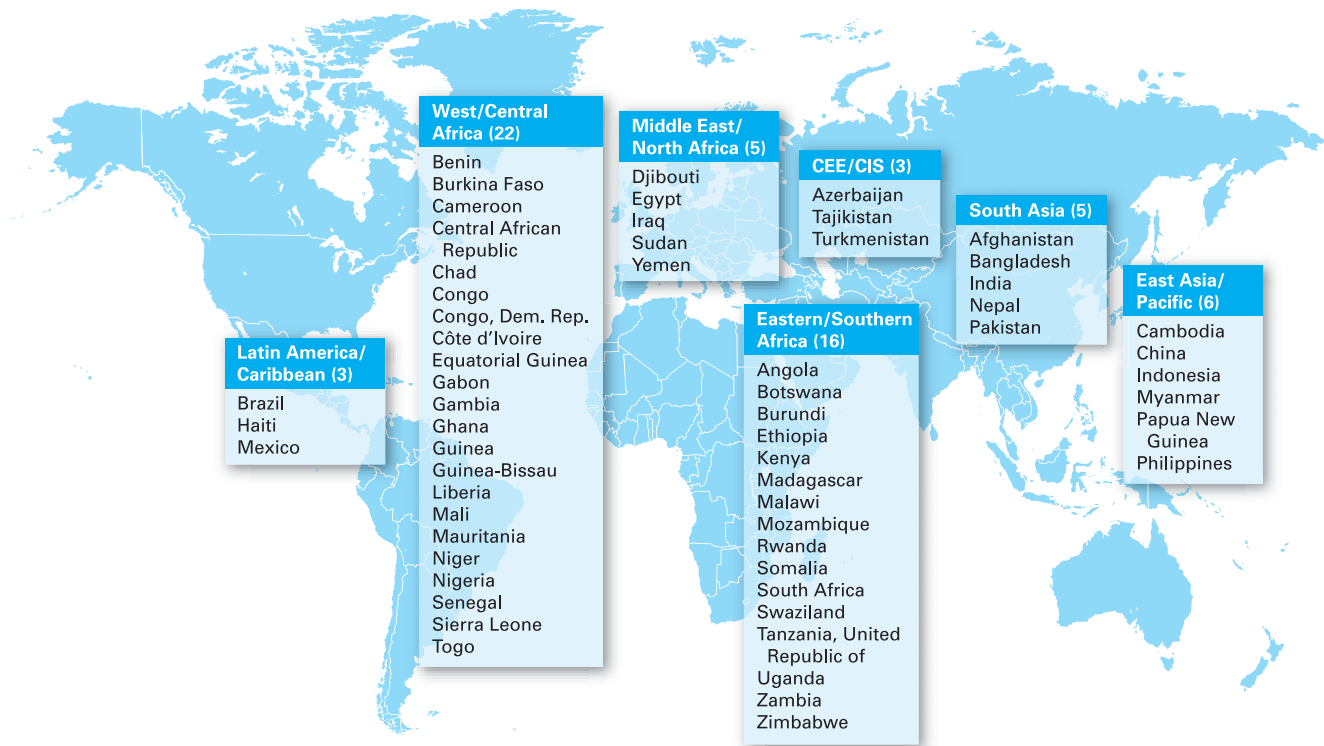 West/Central
Africa (22)
Benin
Burkina Faso
Cameroon
Central African
Republic
Chad
Congo
Congo, Dem. Rep.
Côte d’Ivoire
Equatorial Guinea
Gabon
Gambia
Ghana
Guinea
Guinea-Bissau
Liberia
Mali
Mauritania
Niger
Nigeria
Senegal
Sierra Leone
Togo
Middle East/
North Africa (5)
Djibouti
Egypt
Iraq
Sudan
Yemen
CEE/CIS (3)
Azerbaijan
Tajikistan
Turkmenistan
South Asia (5)
Afghanistan
Bangladesh
India
Nepal
Pakistan
East Asia/
Pacific (6)
Cambodia
China
Indonesia
Myanmar
Papua New
Guinea
Philippines
Latin America/
Caribbean (3)
Brazil
Haiti
Mexico
Eastern/Southern
Africa (16)
Angola
Botswana
Burundi
Ethiopia
Kenya
Madagascar
Malawi
Mozambique
Rwanda
Somalia
South Africa
Swaziland
Tanzania, United
Republic of
Uganda
Zambia
Zimbabwe